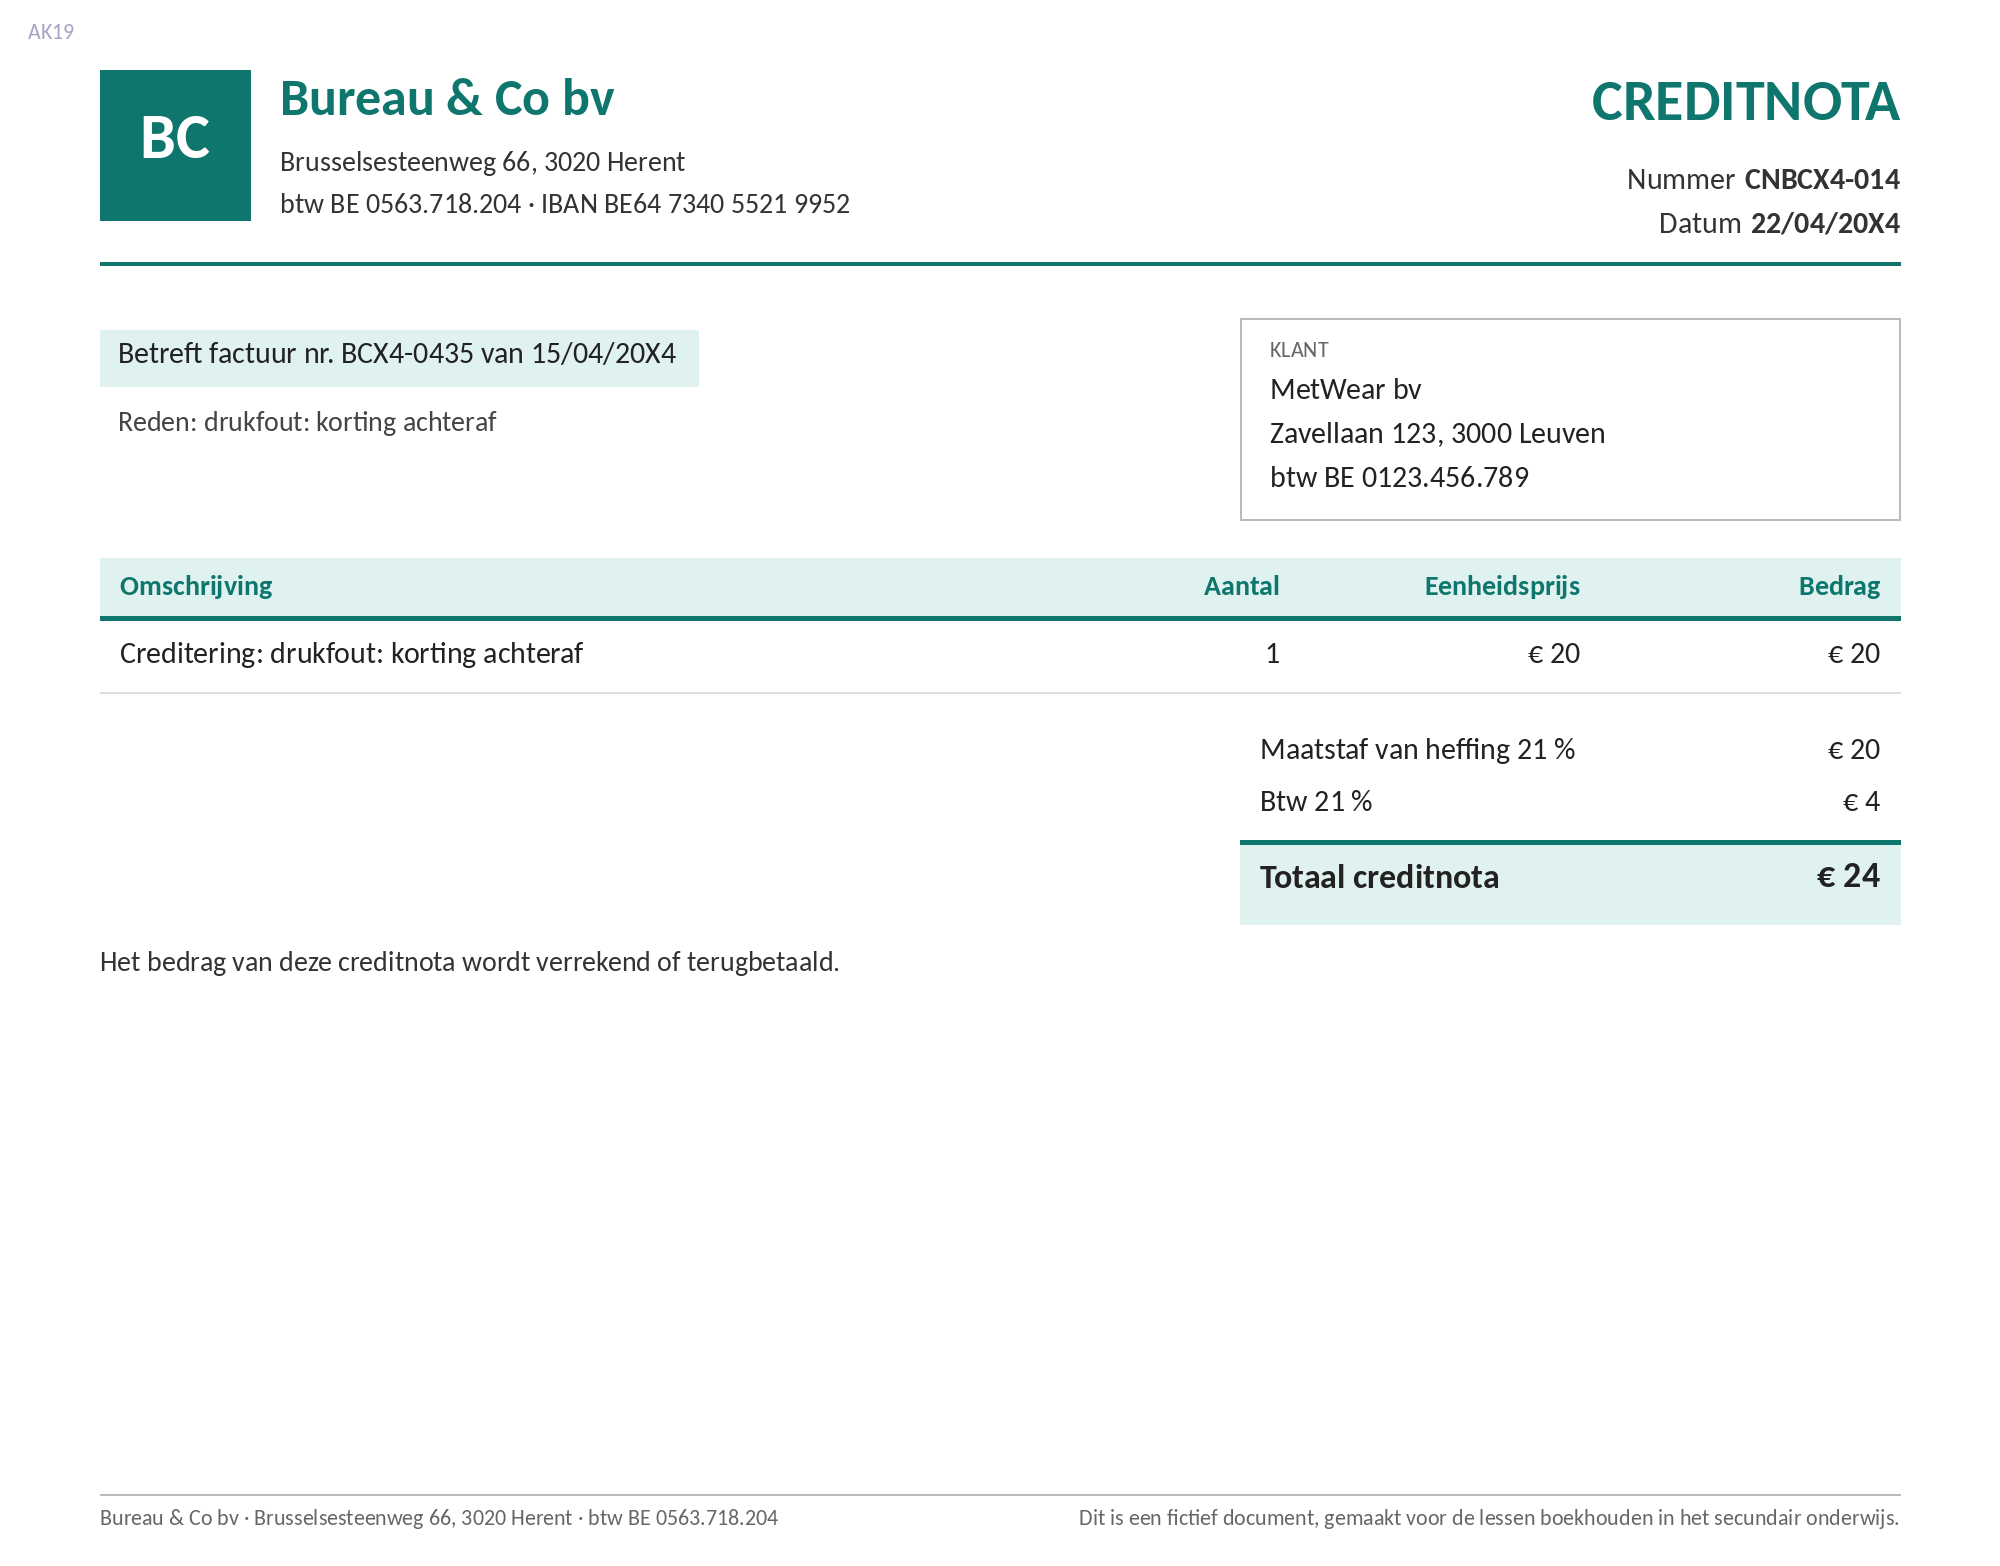 AK19
BC
Bureau & Co bv
Brusselsesteenweg 66, 3020 Herent
btw BE 0563.718.204 · IBAN BE64 7340 5521 9952
CREDITNOTA
Nummer CNBCX4-014
Datum 22/04/20X4
Betreft factuur nr. BCX4-0435 van 15/04/20X4
Reden: drukfout: korting achteraf
KLANT
MetWear bv
Zavellaan 123, 3000 Leuven
btw BE 0123.456.789
Omschrijving Aantal Eenheidsprijs Bedrag
Creditering: drukfout: korting achteraf 1 € 20 € 20
Maatstaf van heffing 21 % € 20
Btw 21 % € 4
Totaal creditnota € 24
Het bedrag van deze creditnota wordt verrekend of terugbetaald.
Bureau & Co bv · Brusselsesteenweg 66, 3020 Herent · btw BE 0563.718.204
Dit is een fictief document, gemaakt voor de lessen boekhouden in het secundair onderwijs.